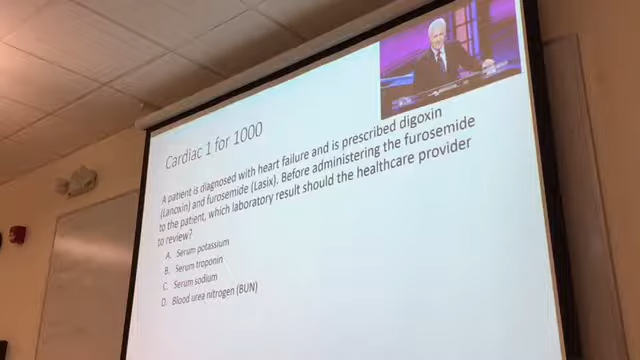 Cardiac 1 for 1000
A patient is diagnosed with heart failure and is prescribed digoxin
(Lanoxin) and furosemide (Lasix). Before administering the furosemide
to the patient, which laboratory result should the healthcare provider
to review?
A. Serum potassium
B. Serum troponin
C. Serum sodium
D. Blood urea nitrogen (BUN)